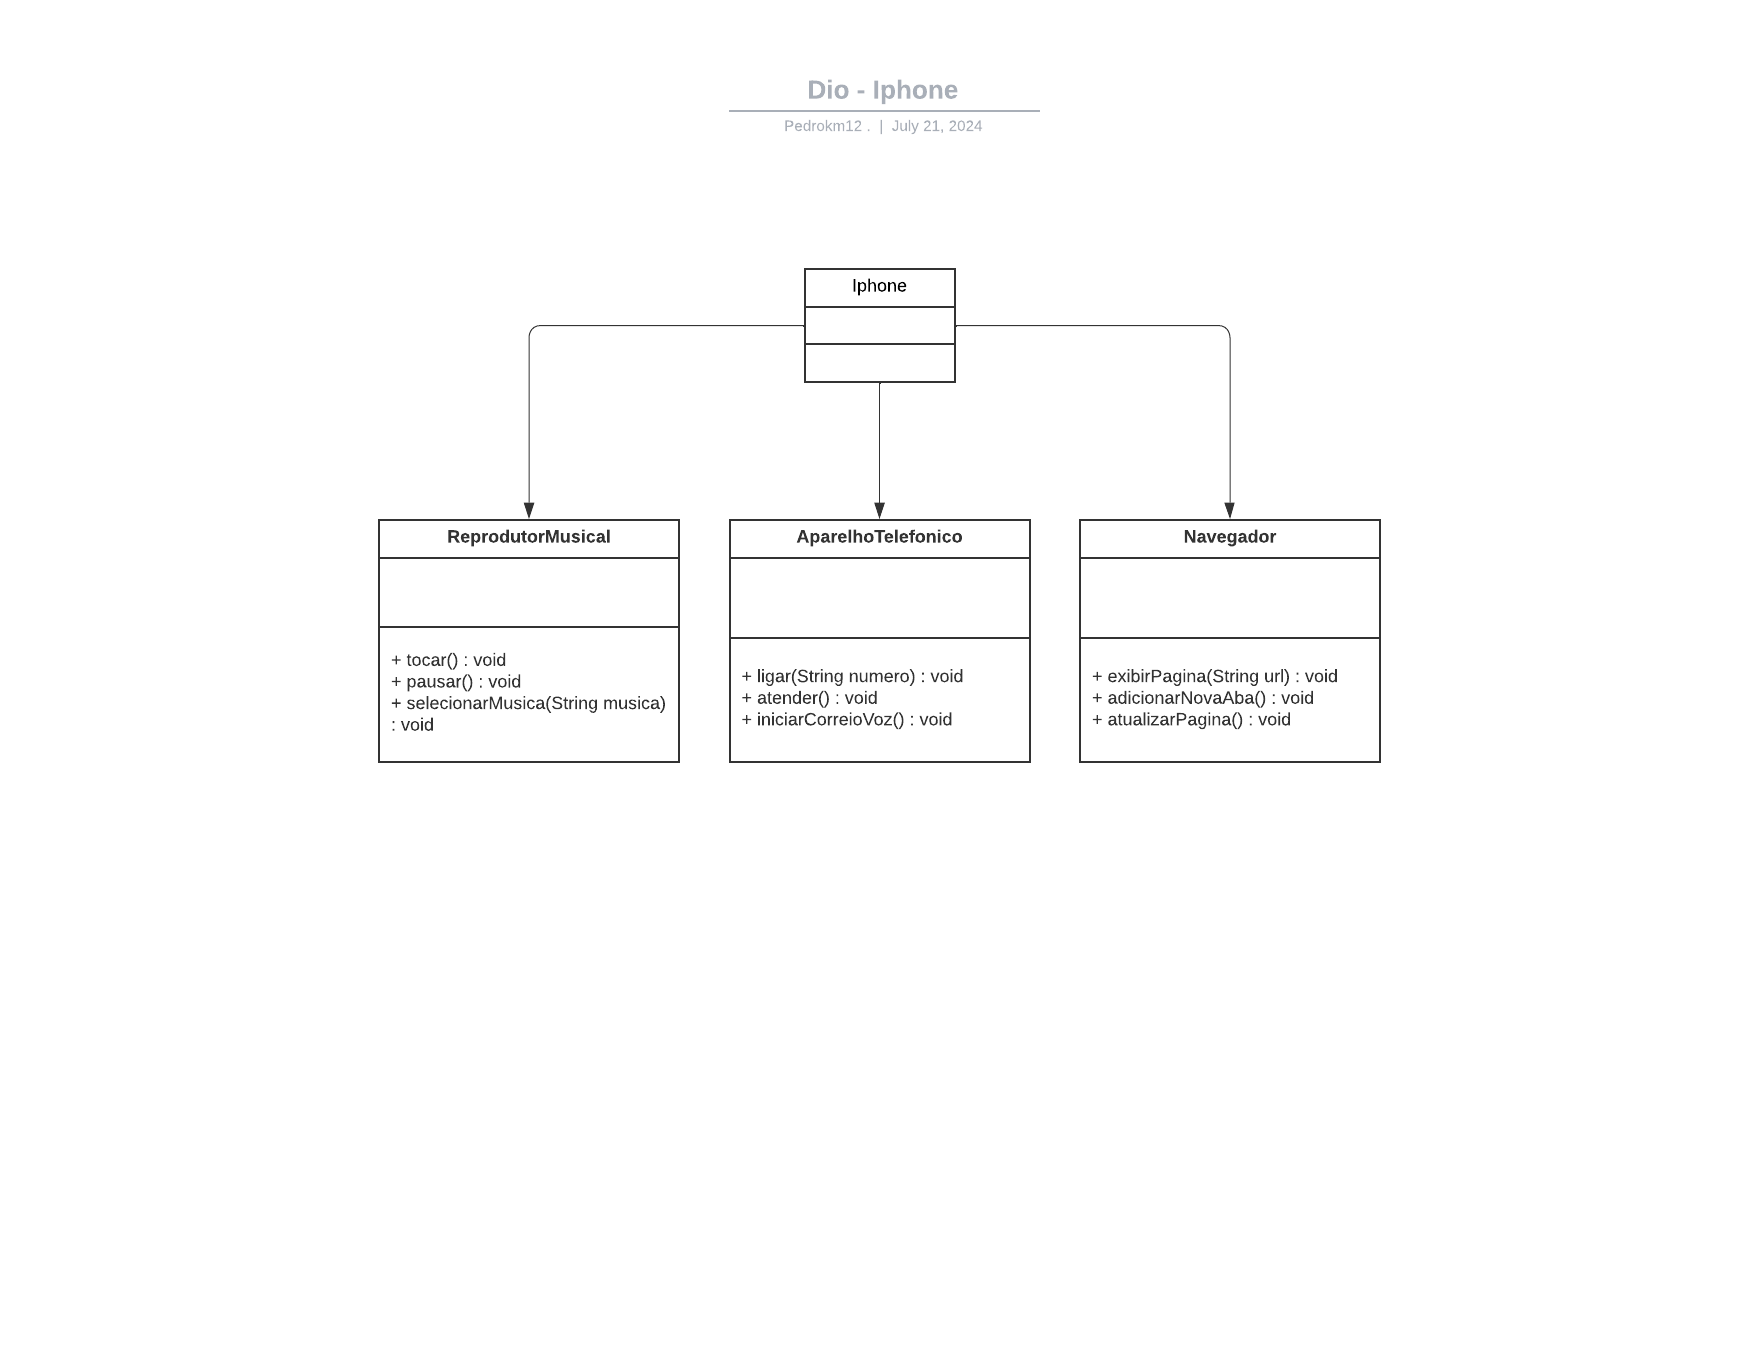 Dio - Iphone
Pedrokm12 . | July 21, 2024
Iphone
ReprodutorMusical
+ tocar() : void
+ pausar() : void
+ selecionarMusica(String musica)
: void
AparelhoTelefonico
+ ligar(String numero) : void
+ atender() : void
+ iniciarCorreioVoz() : void
Navegador
+ exibirPagina(String url) : void
+ adicionarNovaAba() : void
+ atualizarPagina() : void